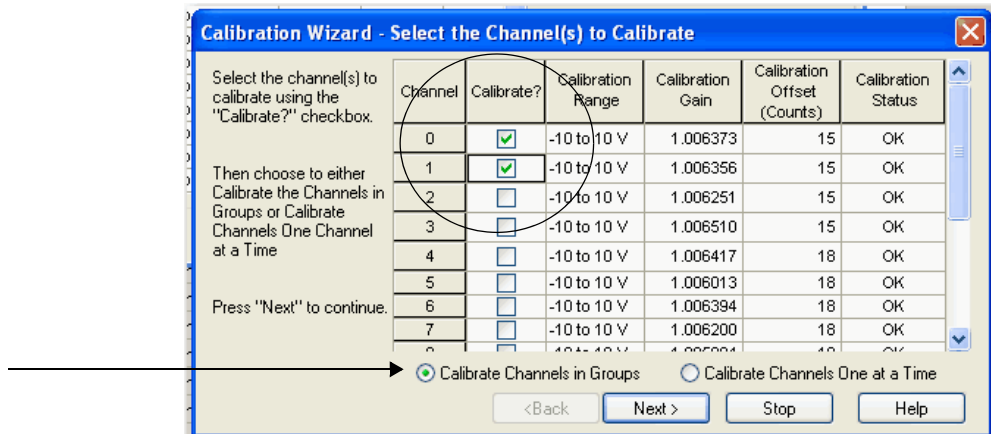 Calibration Wizard - Select the Channel(s) to Calibrate
Select the channel(s) to
calibrate using the
"Calibrate?" checkbox.
Then choose to either
Calibrate the Channels in
Groups or Calibrate
Channels One Channel
at a Time
Press "Next" to continue.
Channel Calibrate? Calibration Range Calibration Gain Calibration Offset (Counts) Calibration Status
0 -10 to 10 V 1.006373 15 OK
1 -10 to 10 V 1.006356 15 OK
2 -10 to 10 V 1.006251 15 OK
3 -10 to 10 V 1.006510 15 OK
4 -10 to 10 V 1.006417 18 OK
5 -10 to 10 V 1.006013 18 OK
6 -10 to 10 V 1.006394 18 OK
7 -10 to 10 V 1.006200 18 OK
Calibrate Channels in Groups Calibrate Channels One at a Time
<Back Next > Stop Help